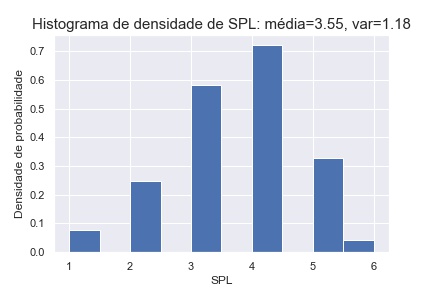 Histograma de densidade de SPL: média=3.55, var=1.18
Densidade de probabilidade
0.7
0.6
0.5
0.4
0.3
0.2
0.1
0.0
1 2 3 4 5 6
SPL